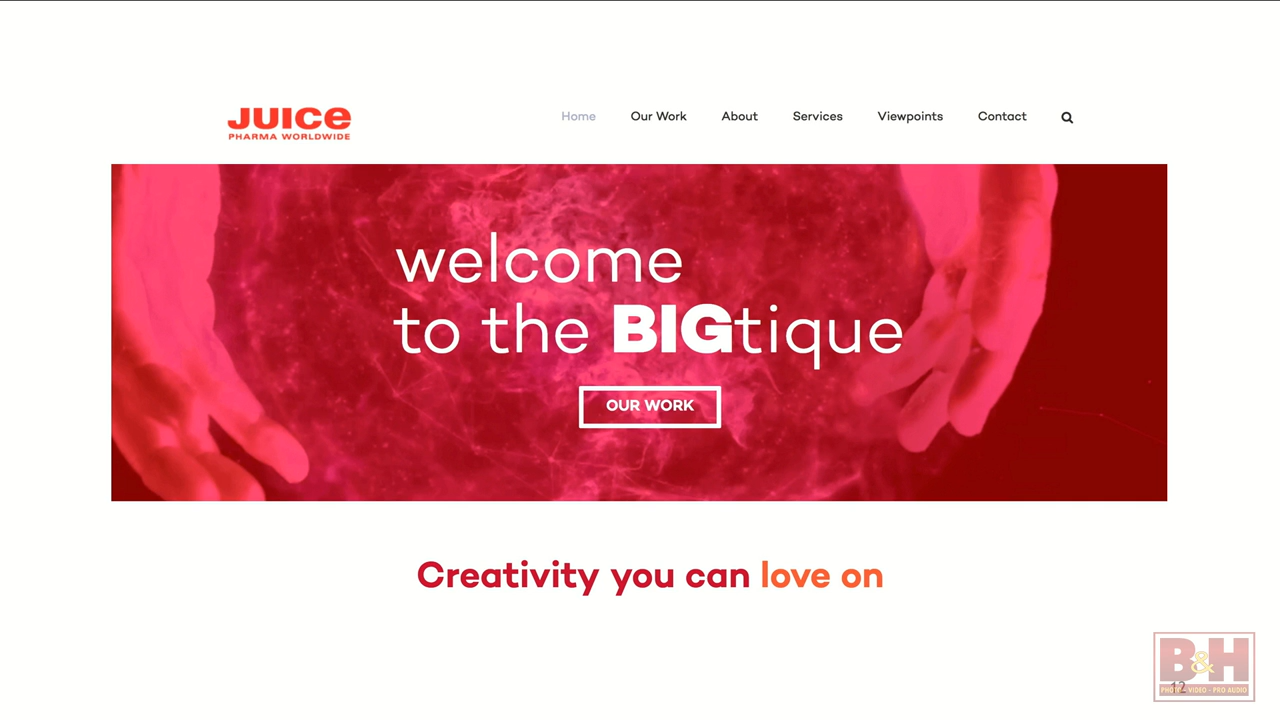 JUICE
PHARMA WORLDWIDE
Home Our Work About Services Viewpoints Contact
welcome
to the BIGtique
OUR WORK
Creativity you can love on
B&H
PHOTO - VIDEO - PRO AUDIO
12